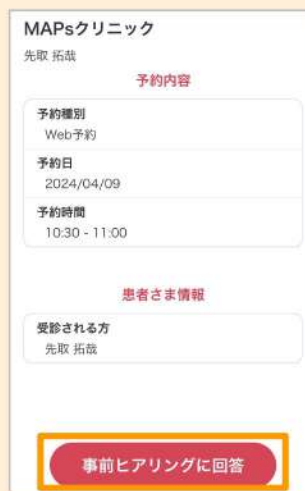 MAPsクリニック
先取 拓哉
予約内容
予約種別
Web予約
予約日
2024/04/09
予約時間
10:30 - 11:00
患者さま情報
受診される方
先取 拓哉
事前ヒアリングに回答